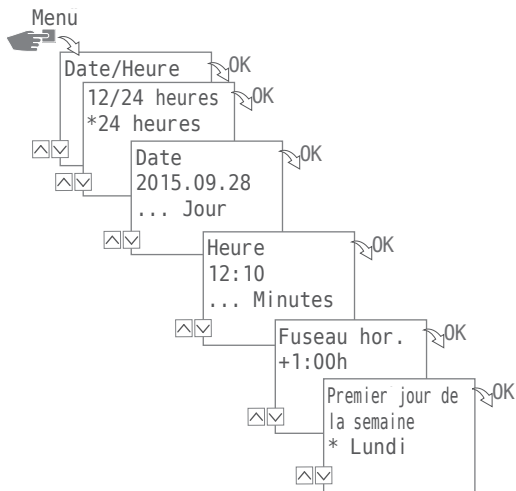 Menu
Date/Heure
OK
12/24 heures
*24 heures
OK
Date
2015.09.28
... Jour
OK
Heure
12:10
... Minutes
OK
Fuseau hor.
+1:00h
OK
Premier jour de
la semaine
* Lundi
OK